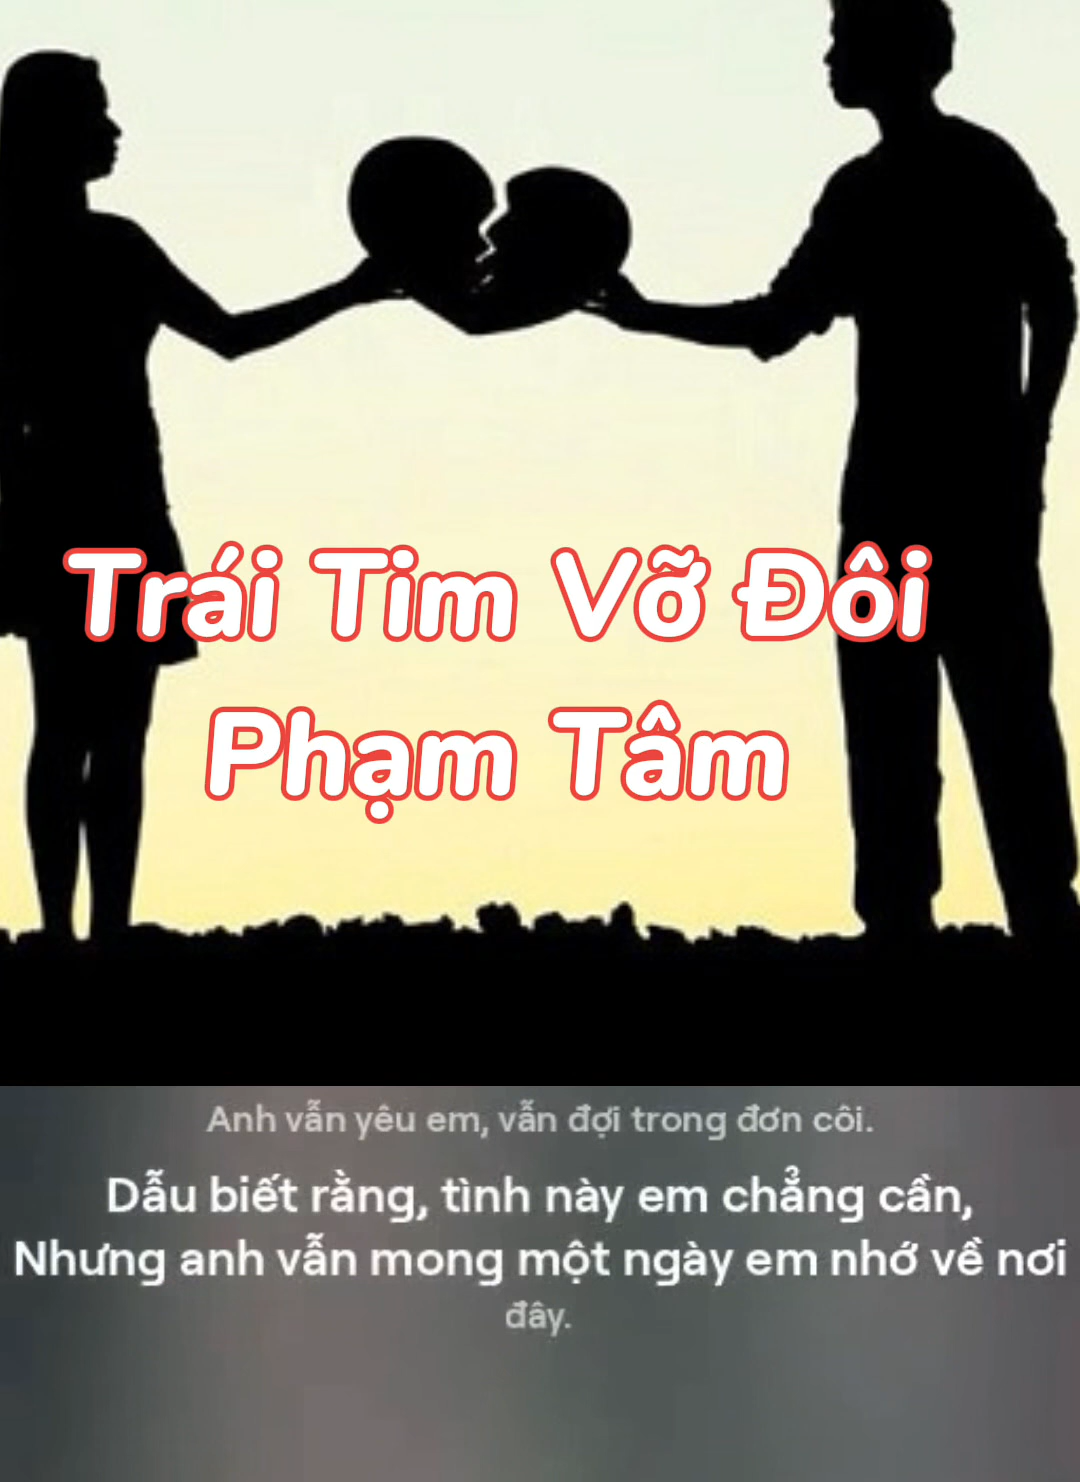 Trái Tim Vỡ Đôi
Phạm Tâm
Anh vẫn yêu em, vẫn đợi trong đơn côi.
Dẫu biết rằng, tình này em chẳng cần,
Nhưng anh vẫn mong một ngày em nhớ về nơi
đây.